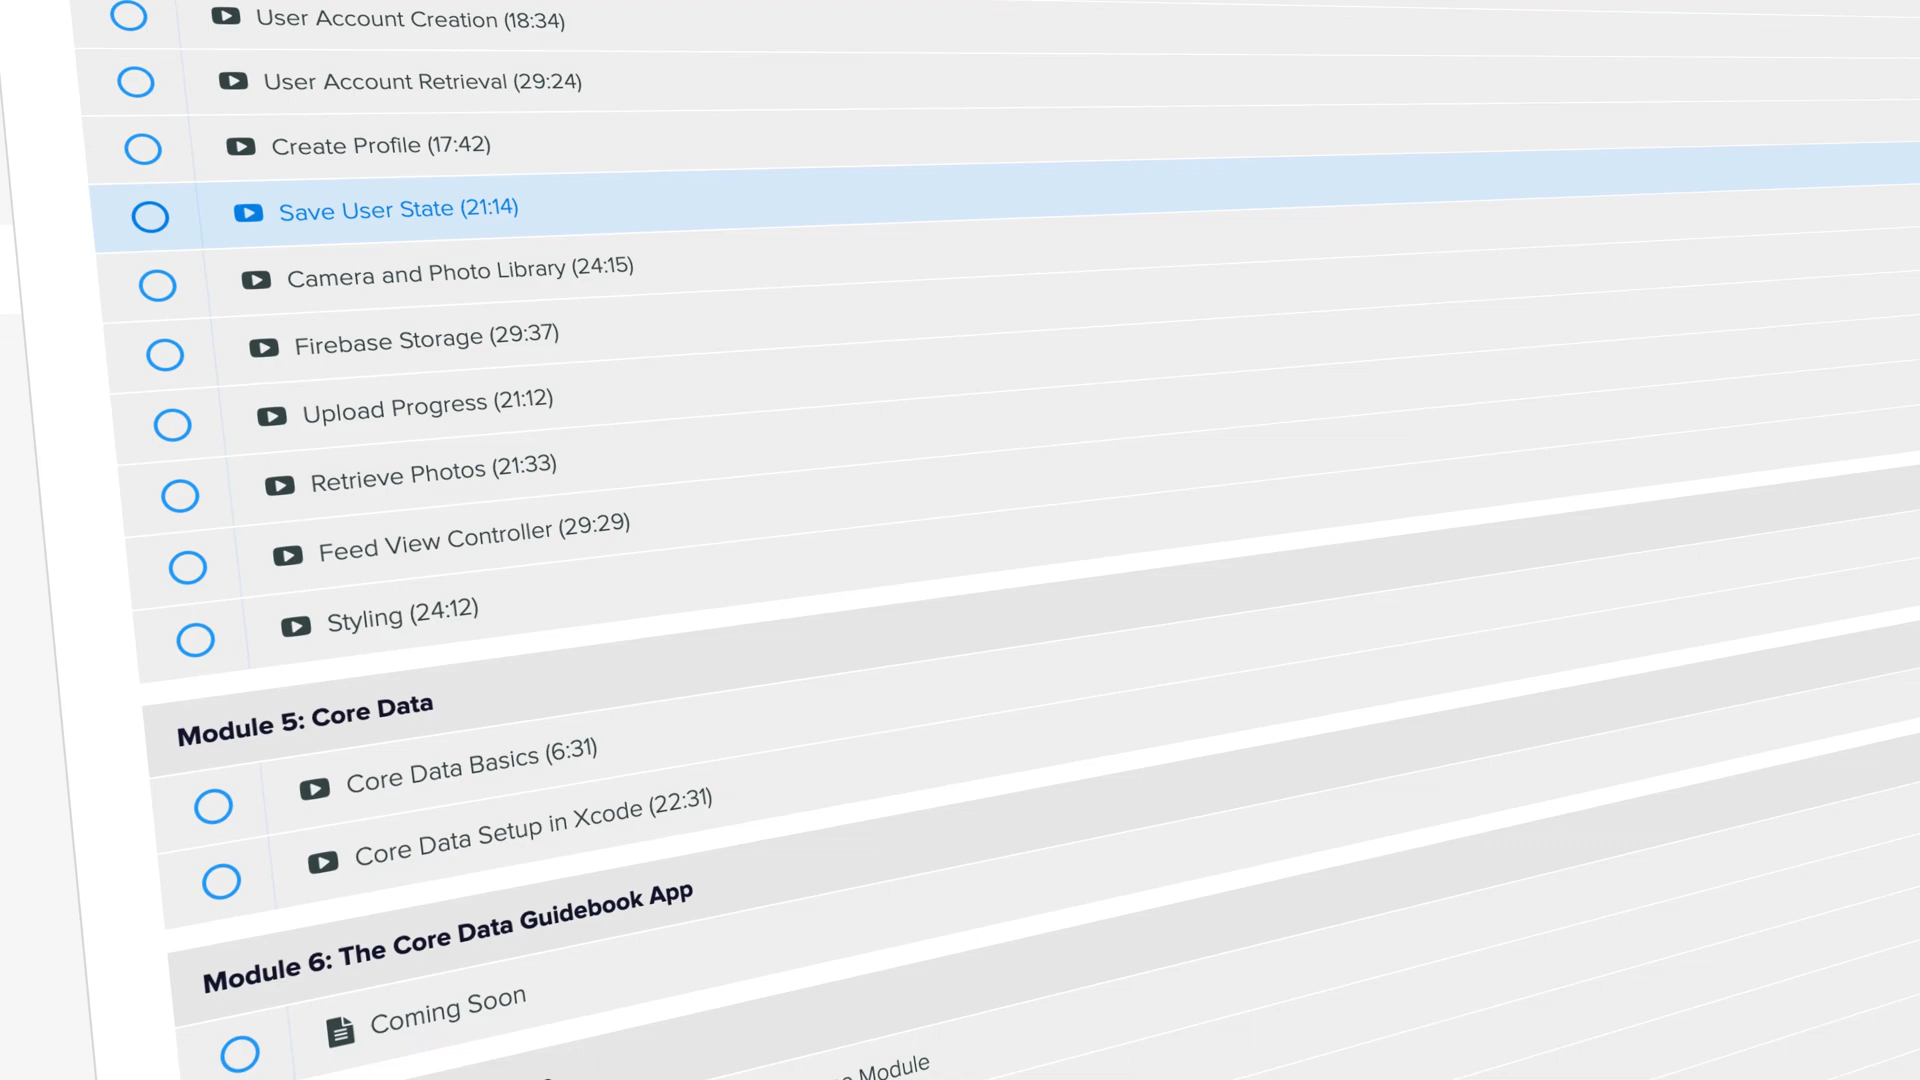 User Account Creation (18:34)
User Account Retrieval (29:24)
Create Profile (17:42)
Save User State (21:14)
Camera and Photo Library (24:15)
Firebase Storage (29:37)
Upload Progress (21:12)
Retrieve Photos (21:33)
Feed View Controller (29:29)
Styling (24:12)
Module 5: Core Data
Core Data Basics (6:31)
Core Data Setup in Xcode (22:31)
Module 6: The Core Data Guidebook App
Coming Soon
Module